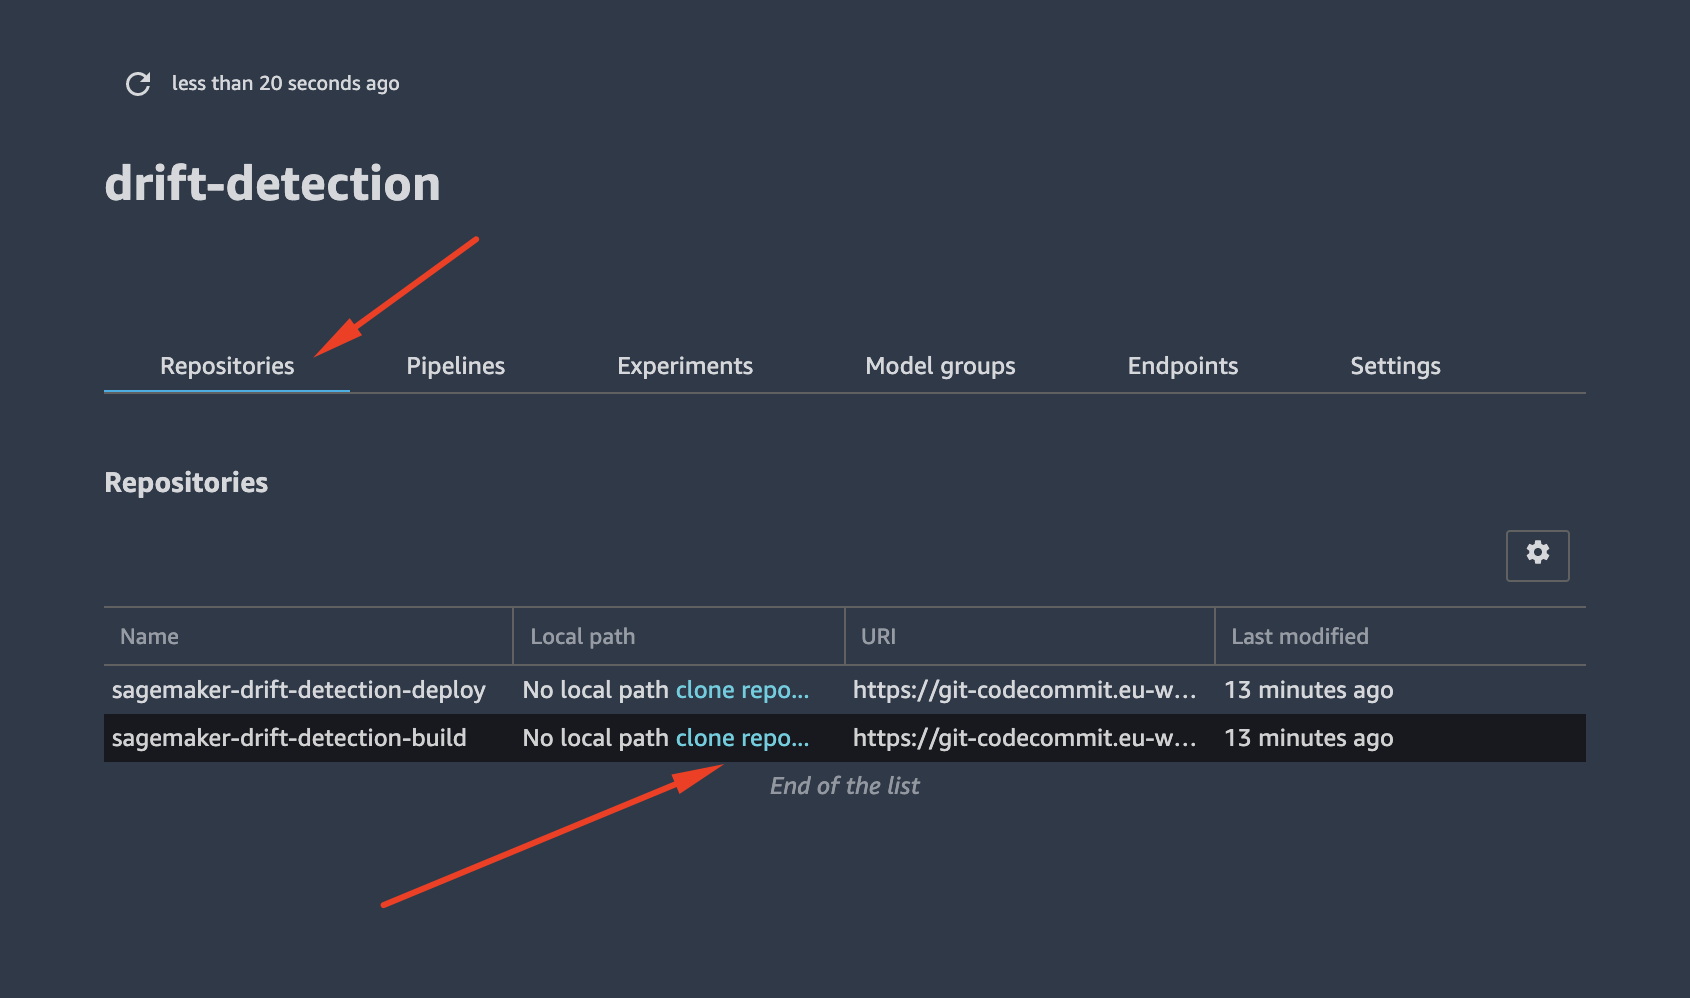 less than 20 seconds ago
drift-detection
Repositories Pipelines Experiments Model groups Endpoints Settings
Repositories
Name Local path URI Last modified
sagemaker-drift-detection-deploy No local path clone repo... https://git-codecommit.eu-w... 13 minutes ago
sagemaker-drift-detection-build No local path clone repo... https://git-codecommit.eu-w... 13 minutes ago
End of the list